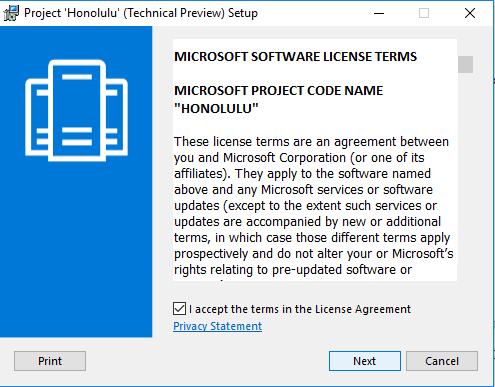 Project 'Honolulu' (Technical Preview) Setup
MICROSOFT SOFTWARE LICENSE TERMS
MICROSOFT PROJECT CODE NAME
"HONOLULU"
These license terms are an agreement between
you and Microsoft Corporation (or one of its
affiliates). They apply to the software named
above and any Microsoft services or software
updates (except to the extent such services or
updates are accompanied by new or additional
terms, in which case those different terms apply
prospectively and do not alter your or Microsoft's
rights relating to pre-updated software or
I accept the terms in the License Agreement
Privacy Statement
Print
Next
Cancel